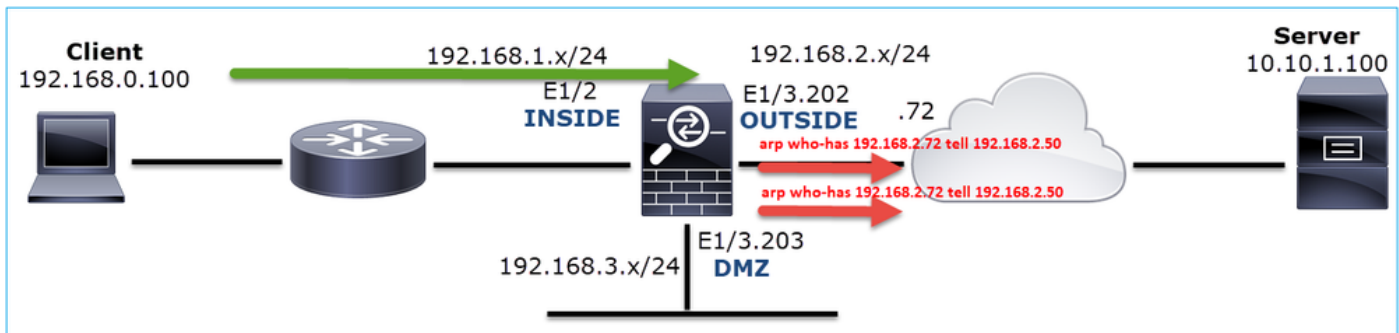 Client
192.168.0.100
192.168.1.x/24
192.168.2.x/24
Server
10.10.1.100
E1/2
INSIDE
E1/3.202
OUTSIDE
.72
arp who-has 192.168.2.72 tell 192.168.2.50
arp who-has 192.168.2.72 tell 192.168.2.50
E1/3.203
DMZ
192.168.3.x/24